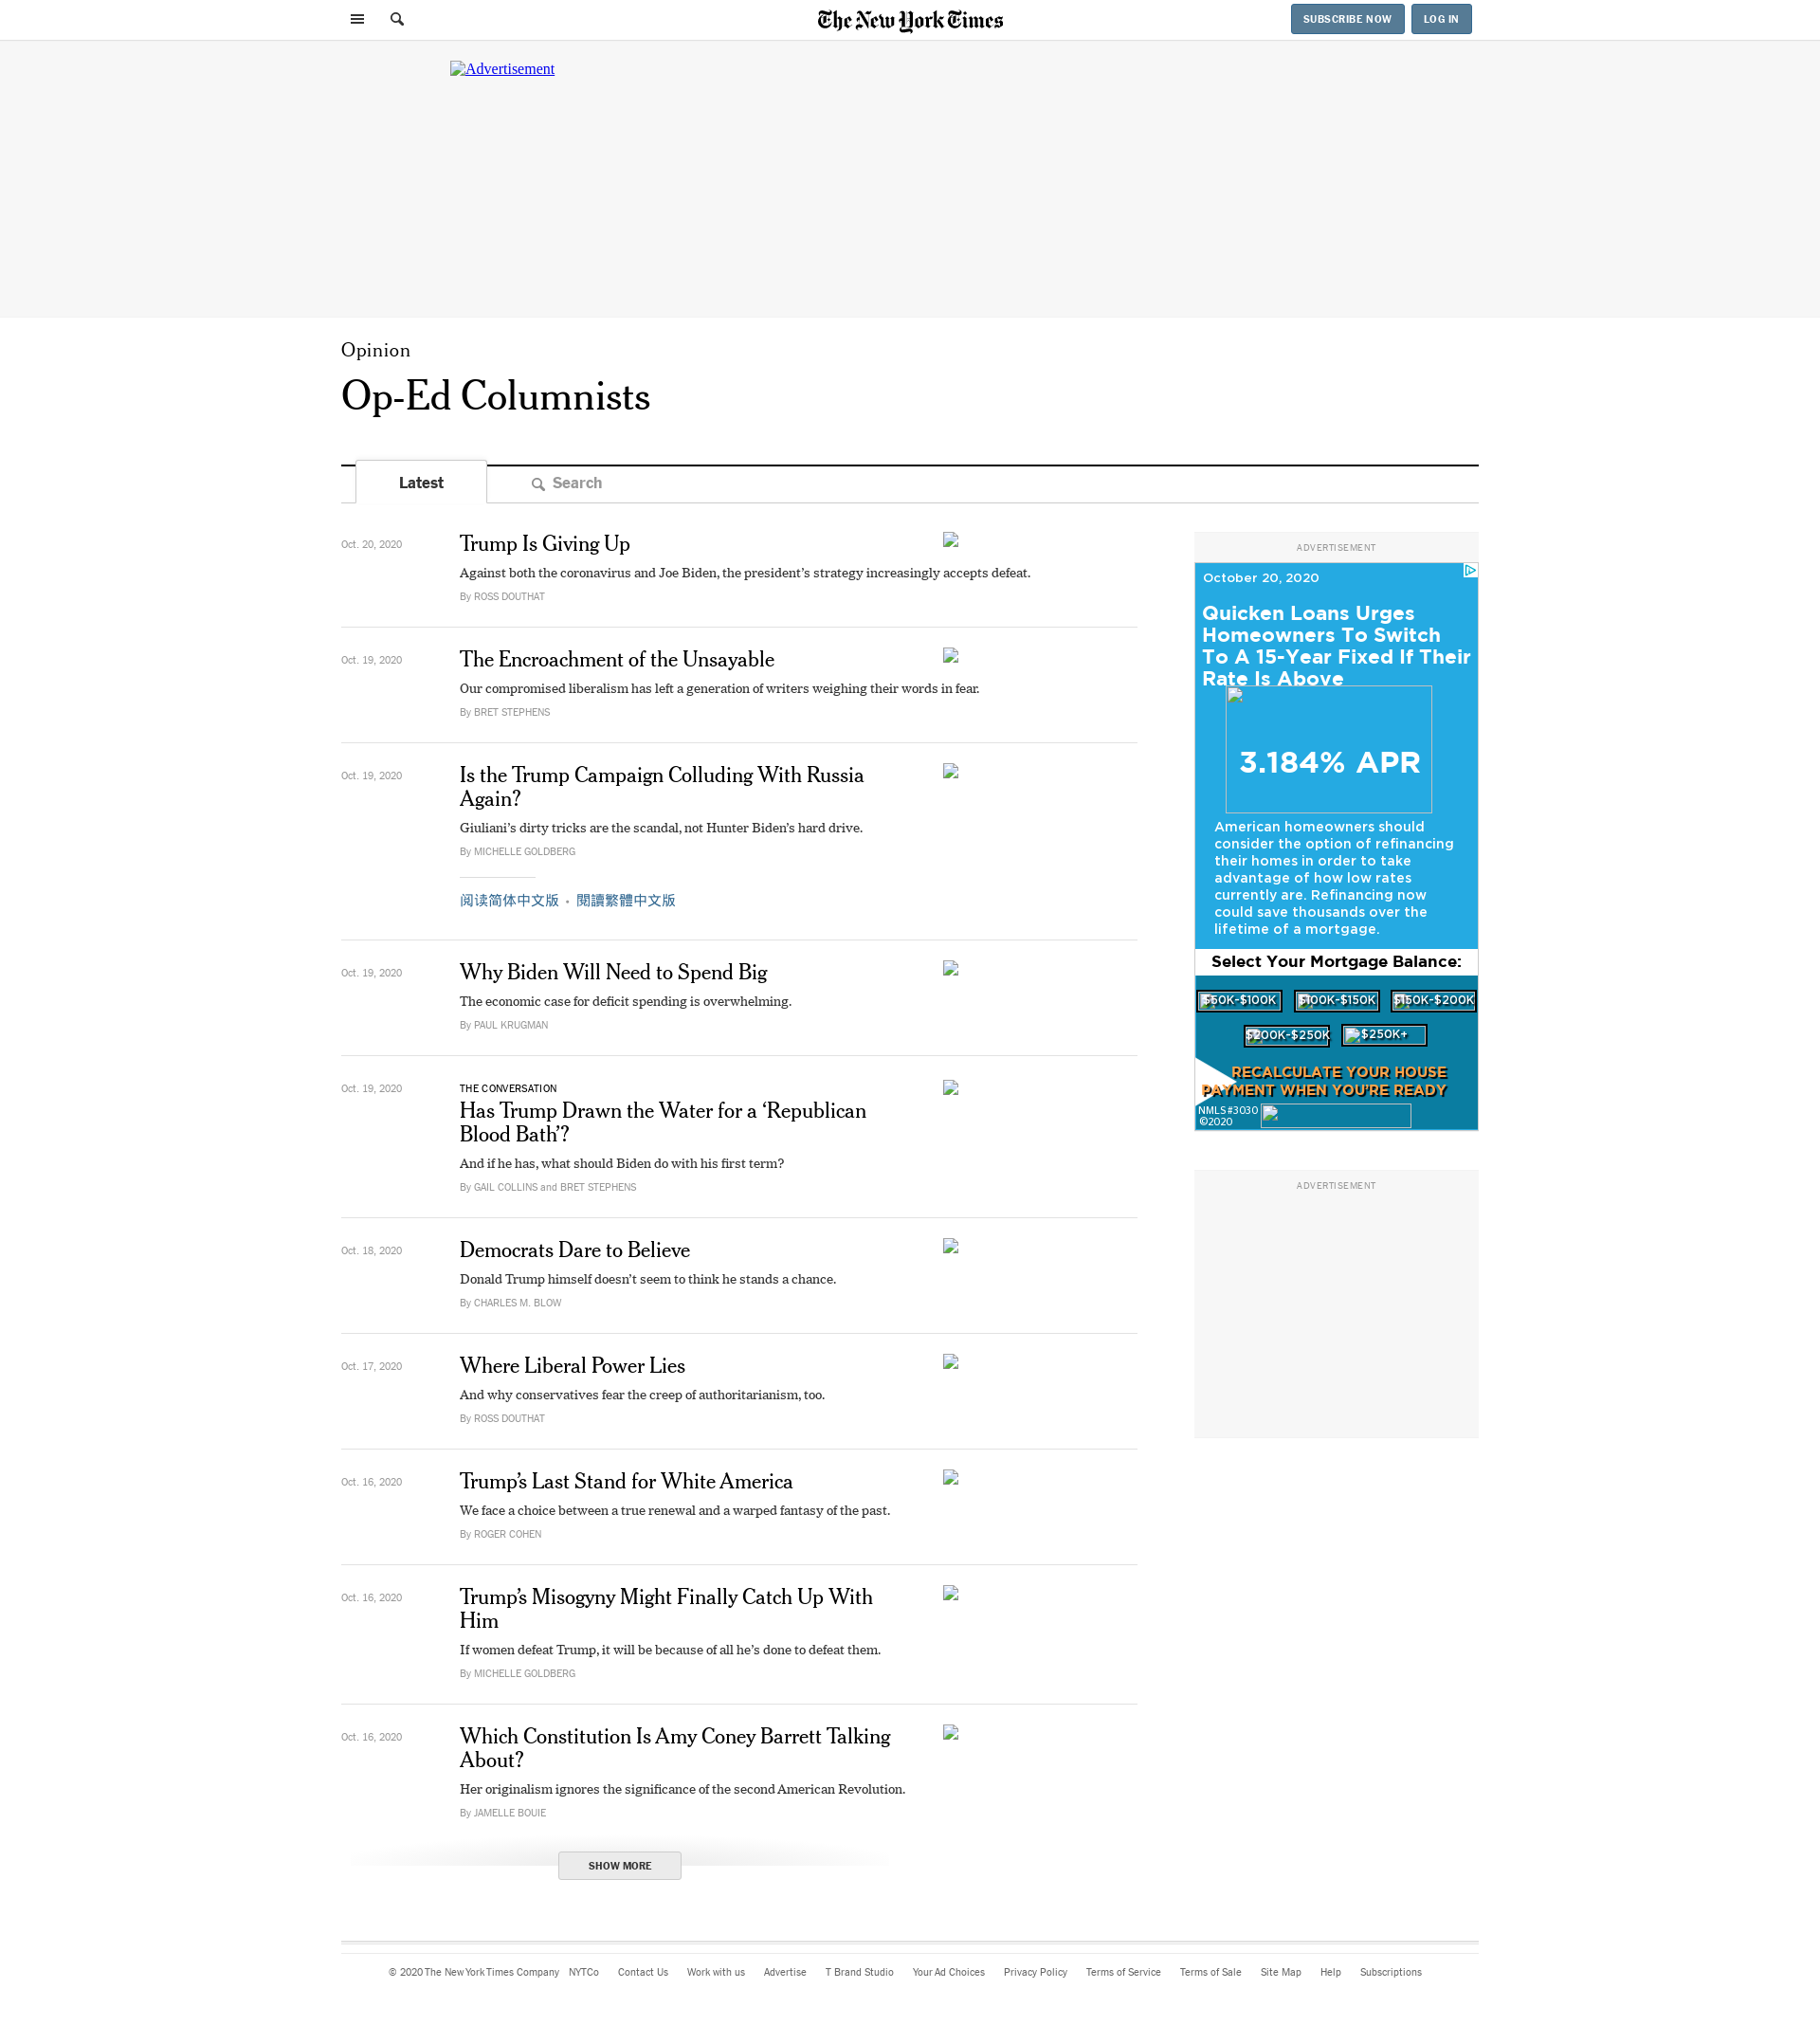 The New York Times
SUBSCRIBE NOW
LOG IN
Advertisement
Opinion
Op-Ed Columnists
Latest
Search
Oct. 20, 2020
Trump Is Giving Up
Against both the coronavirus and Joe Biden, the president’s strategy increasingly accepts defeat.
By ROSS DOUTHAT
Oct. 19, 2020
The Encroachment of the Unsayable
Our compromised liberalism has left a generation of writers weighing their words in fear.
By BRET STEPHENS
Oct. 19, 2020
Is the Trump Campaign Colluding With Russia
Again?
Giuliani’s dirty tricks are the scandal, not Hunter Biden’s hard drive.
By MICHELLE GOLDBERG
阅读简体中文版 • 閱讀繁體中文版
Oct. 19, 2020
Why Biden Will Need to Spend Big
The economic case for deficit spending is overwhelming.
By PAUL KRUGMAN
Oct. 19, 2020
THE CONVERSATION
Has Trump Drawn the Water for a ‘Republican
Blood Bath’?
And if he has, what should Biden do with his first term?
By GAIL COLLINS and BRET STEPHENS
Oct. 18, 2020
Democrats Dare to Believe
Donald Trump himself doesn’t seem to think he stands a chance.
By CHARLES M. BLOW
Oct. 17, 2020
Where Liberal Power Lies
And why conservatives fear the creep of authoritarianism, too.
By ROSS DOUTHAT
Oct. 16, 2020
Trump’s Last Stand for White America
We face a choice between a true renewal and a warped fantasy of the past.
By ROGER COHEN
Oct. 16, 2020
Trump’s Misogyny Might Finally Catch Up With
Him
If women defeat Trump, it will be because of all he’s done to defeat them.
By MICHELLE GOLDBERG
Oct. 16, 2020
Which Constitution Is Amy Coney Barrett Talking
About?
Her originalism ignores the significance of the second American Revolution.
By JAMELLE BOUIE
SHOW MORE
ADVERTISEMENT
October 20, 2020
Quicken Loans Urges
Homeowners To Switch
To A 15-Year Fixed If Their
Rate Is Above
3.184% APR
American homeowners should
consider the option of refinancing
their homes in order to take
advantage of how low rates
currently are. Refinancing now
could save thousands over the
lifetime of a mortgage.
Select Your Mortgage Balance:
$50K-$100K
$100K-$150K
$150K-$200K
$200K-$250K
$250K+
RECALCULATE YOUR HOUSE
PAYMENT WHEN YOU’RE READY
NMLS#3030
©2020
ADVERTISEMENT
© 2020 The New York Times Company NYTCo Contact Us Work with us Advertise T Brand Studio Your Ad Choices Privacy Policy Terms of Service Terms of Sale Site Map Help Subscriptions